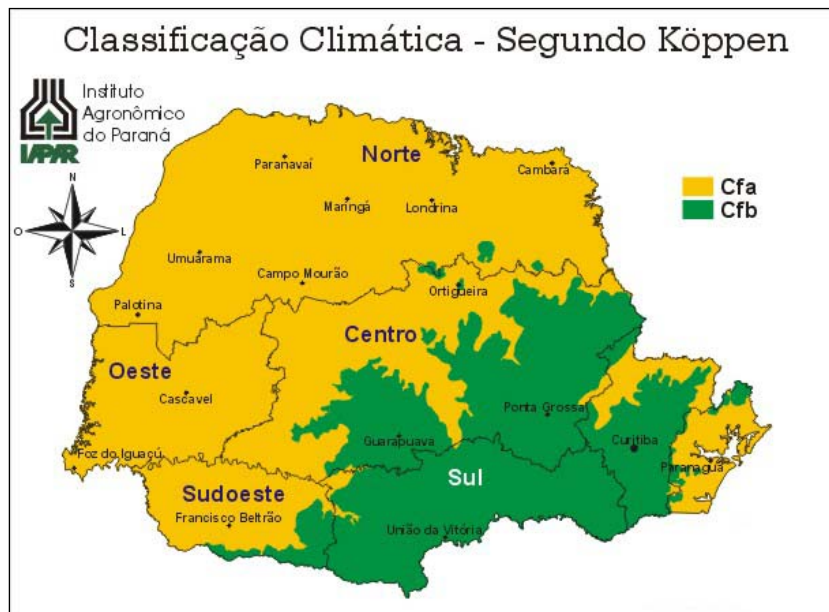 Classificação Climática - Segundo Köppen
Instituto
Agronômico
do Paraná
IAPAR
N
O
L
S
Cfa
Cfb
Norte
Paranavaí
Cambará
Maringá
Londrina
Umuarama
Campo Mourão
Ortigueira
Palotina
Centro
Oeste
Cascavel
Ponta Grossa
Guarapuava
Curitiba
Foz do Iguaçú
Paranaguá
Sul
Sudoeste
Francisco Beltrão
União da Vitória